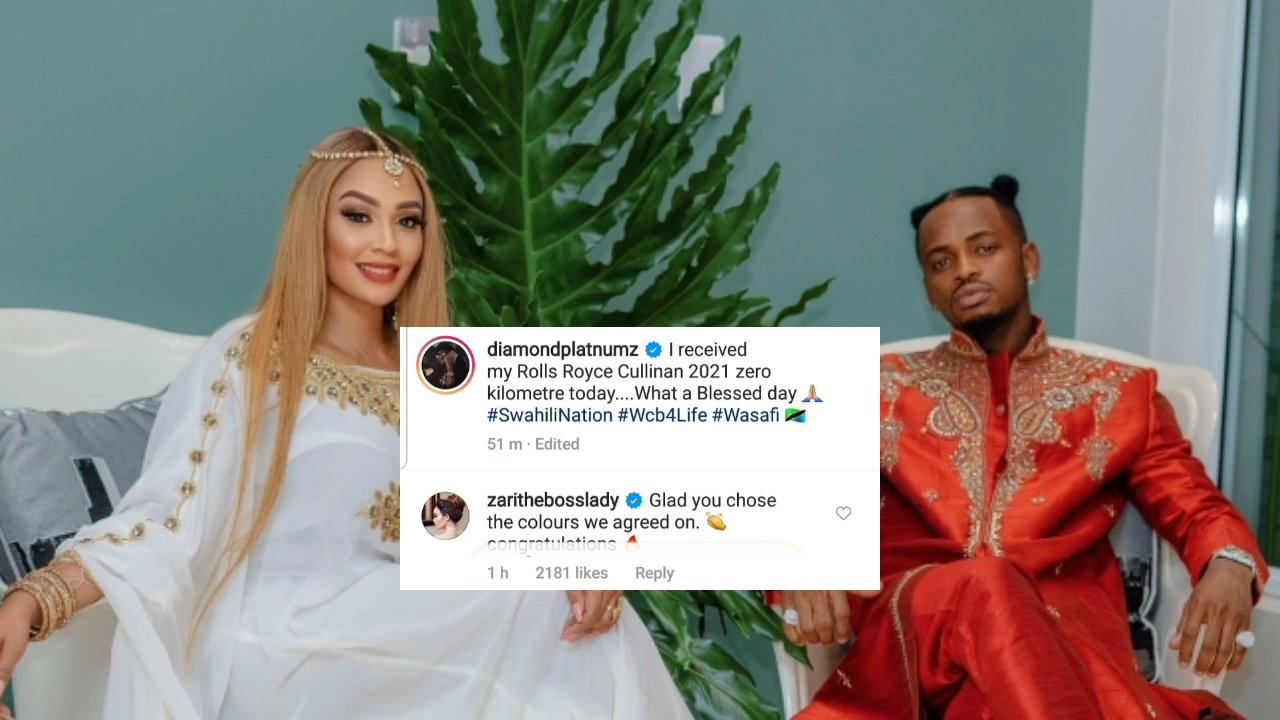 diamondplatnumz I received
my Rolls Royce Cullinan 2021 zero
kilometre today....What a Blessed day 🙏🏽
#SwahiliNation #Wcb4Life #Wasafi 🇹🇿
51 m · Edited
zarithebosslady Glad you chose
the colours we agreed on. 👏
congratulations 🔥
1 h 2181 likes Reply